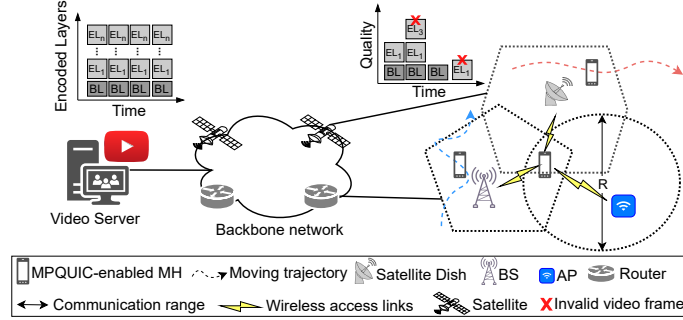 Encoded Layers
ELn ELn ELn ELn
EL1 EL1 EL1 EL1
BL BL BL BL
Time
Quality
EL3
EL1 EL1
BL BL BL EL1
Time
Video Server
Backbone network
R
MPQUIC-enabled MH
Moving trajectory
Satellite Dish
BS
AP
Router
Communication range
Wireless access links
Satellite
X Invalid video frame